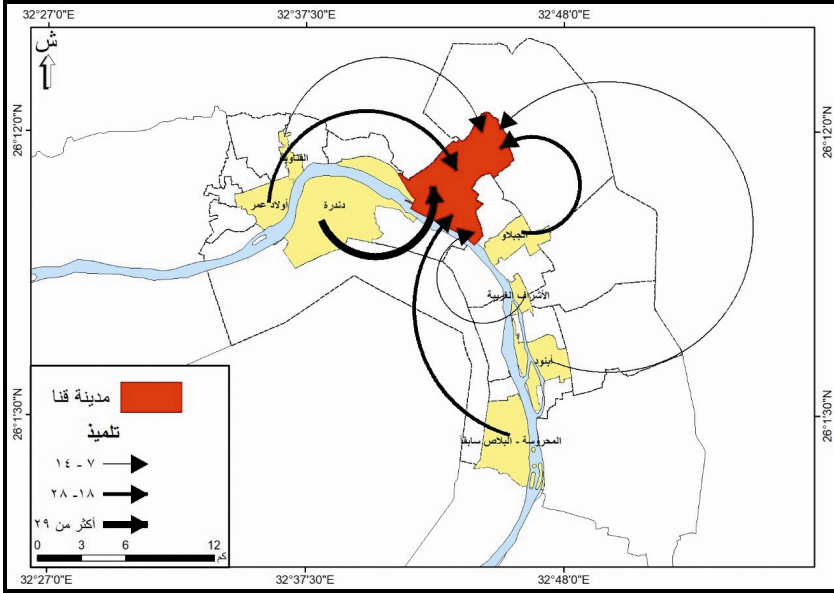 32°27'0"E
32°37'30"E
32°48'0"E
ش
26°12'0"N
26°12'0"N
القناوية
أولاد عمر
دندرة
الجبلاو
الأشراف الغربية
أبنود
المحروسة - البلاص سابقا
26°1'30"N
26°1'30"N
مدينة قنا
تلميذ
٧ - ١٤
١٨- ٢٨
أكثر من ٢٩
0 3 6 12
كم
32°27'0"E
32°37'30"E
32°48'0"E